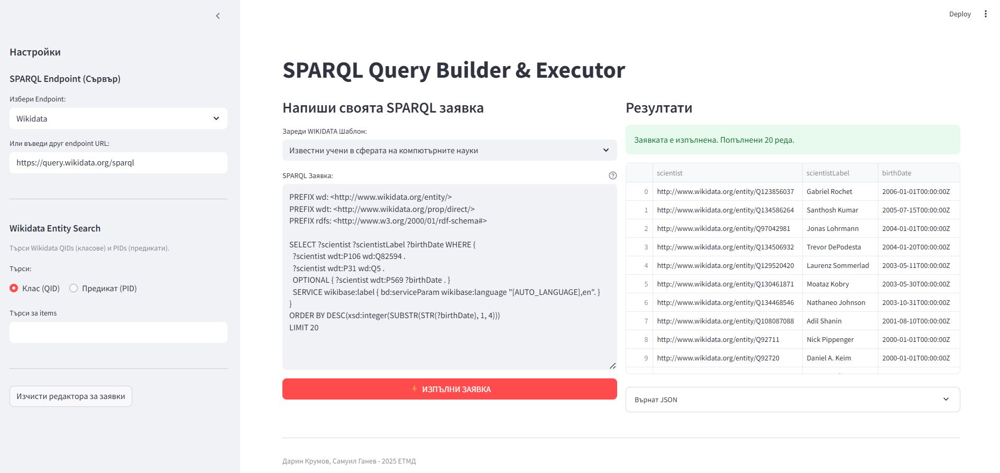 Deploy
Настройки
SPARQL Endpoint (Сървър)
Избери Endpoint:
Wikidata
Или въведи друг endpoint URL:
https://query.wikidata.org/sparql
Wikidata Entity Search
Търси Wikidata QIDs (класове) и PIDs (предикати).
Търси:
Клас (QID) Предикат (PID)
Търси за items
Изчисти редактора за заявки
SPARQL Query Builder & Executor
Напиши своята SPARQL заявка
Зареди WIKIDATA Шаблон:
Известни учени в сферата на компютърните науки
SPARQL Заявка:
PREFIX wd: <http://www.wikidata.org/entity/>
PREFIX wdt: <http://www.wikidata.org/prop/direct/>
PREFIX rdfs: <http://www.w3.org/2000/01/rdf-schema#>
SELECT ?scientist ?scientistLabel ?birthDate WHERE {
?scientist wdt:P106 wd:Q82594 .
?scientist wdt:P31 wd:Q5 .
OPTIONAL { ?scientist wdt:P569 ?birthDate . }
SERVICE wikibase:label { bd:serviceParam wikibase:language "[AUTO_LANGUAGE],en". }
}
ORDER BY DESC(xsd:integer(SUBSTR(STR(?birthDate), 1, 4)))
LIMIT 20
ИЗПЪЛНИ ЗАЯВКА
Резултати
Заявката е изпълнена. Попълнени 20 реда.
scientist scientistLabel birthDate
0 http://www.wikidata.org/entity/Q123856037 Gabriel Rochet 2006-01-01T00:00:00Z
1 http://www.wikidata.org/entity/Q134586264 Santhosh Kumar 2005-07-15T00:00:00Z
2 http://www.wikidata.org/entity/Q97042981 Jonas Lohrmann 2004-01-01T00:00:00Z
3 http://www.wikidata.org/entity/Q134506932 Trevor DePodesta 2004-01-20T00:00:00Z
4 http://www.wikidata.org/entity/Q129520420 Laurenz Sommerlad 2003-05-11T00:00:00Z
5 http://www.wikidata.org/entity/Q130461871 Moataz Kobry 2003-05-30T00:00:00Z
6 http://www.wikidata.org/entity/Q134468546 Nathaneo Johnson 2003-10-31T00:00:00Z
7 http://www.wikidata.org/entity/Q108087088 Adil Shanin 2001-08-10T00:00:00Z
8 http://www.wikidata.org/entity/Q92711 Nick Pippenger 2000-01-01T00:00:00Z
9 http://www.wikidata.org/entity/Q92720 Daniel A. Keim 2000-01-01T00:00:00Z
Върнат JSON
Дарин Крумов, Самуил Ганев - 2025 ЕТМД